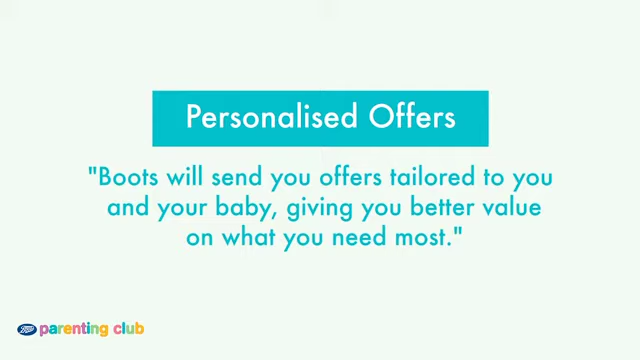 Personalised Offers
"Boots will send you offers tailored to you
and your baby, giving you better value
on what you need most."
Boots parenting club